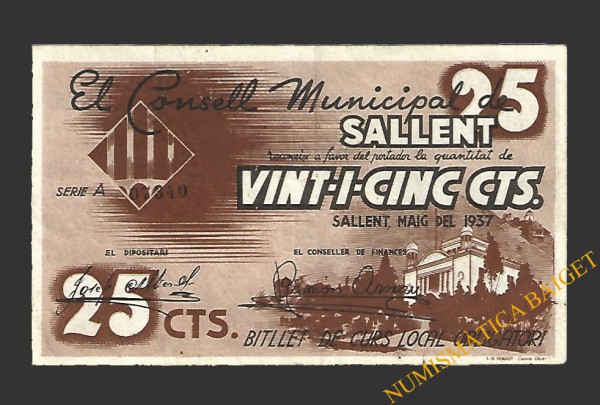 El Consell Municipal de
25
SALLENT
reconeix a favor del portador la quantitat de
SERIE A
VINT-I-CINC CTS.
SALLENT, MAIG DEL 1937
EL DIPOSITARI
EL CONSELLER DE FINANCES
25 CTS.
BITLLET DE CURS LOCAL OBLIGATORI
NUMISMATICA BAIGET